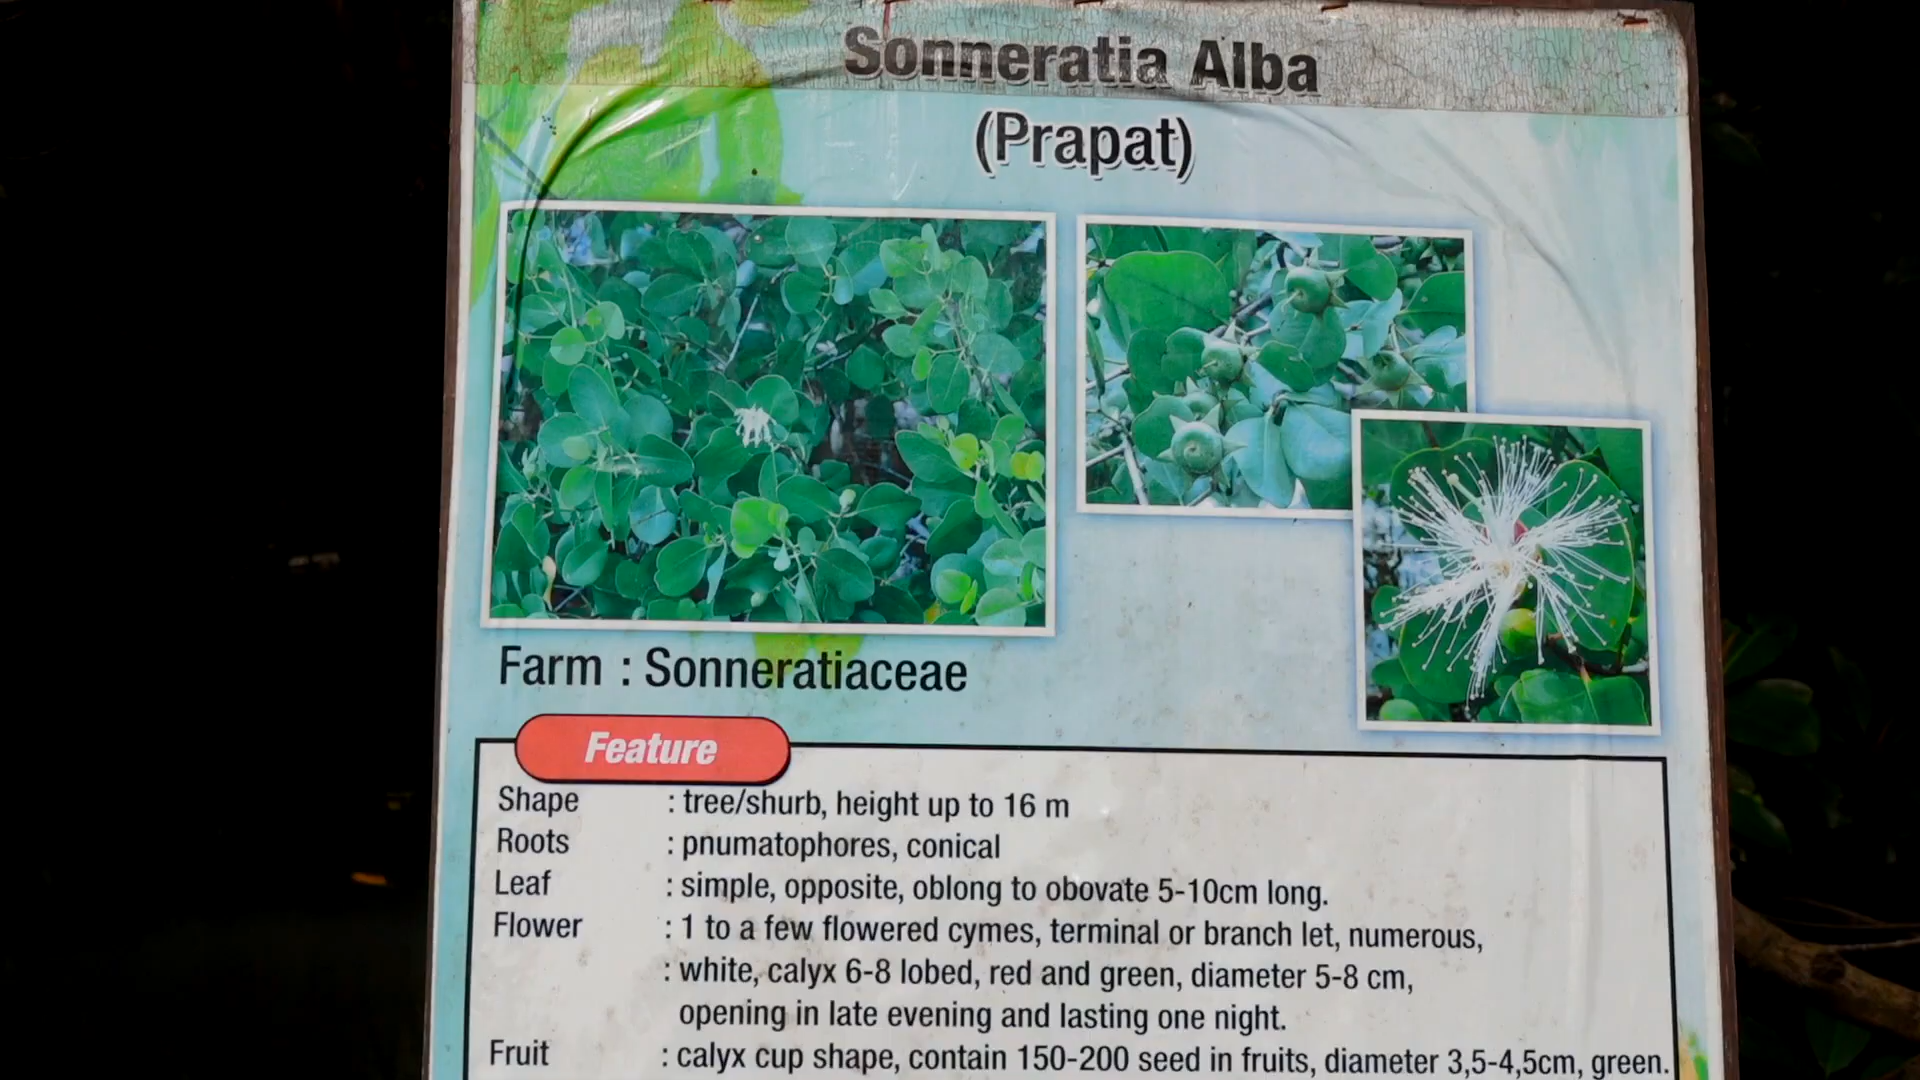 Sonneratia Alba
(Prapat)
Farm : Sonneratiaceae
Feature
Shape : tree/shurb, height up to 16 m
Roots : pnumatophores, conical
Leaf : simple, opposite, oblong to obovate 5-10cm long.
Flower : 1 to a few flowered cymes, terminal or branch let, numerous,
: white, calyx 6-8 lobed, red and green, diameter 5-8 cm,
opening in late evening and lasting one night.
Fruit : calyx cup shape, contain 150-200 seed in fruits, diameter 3,5-4,5cm, green.